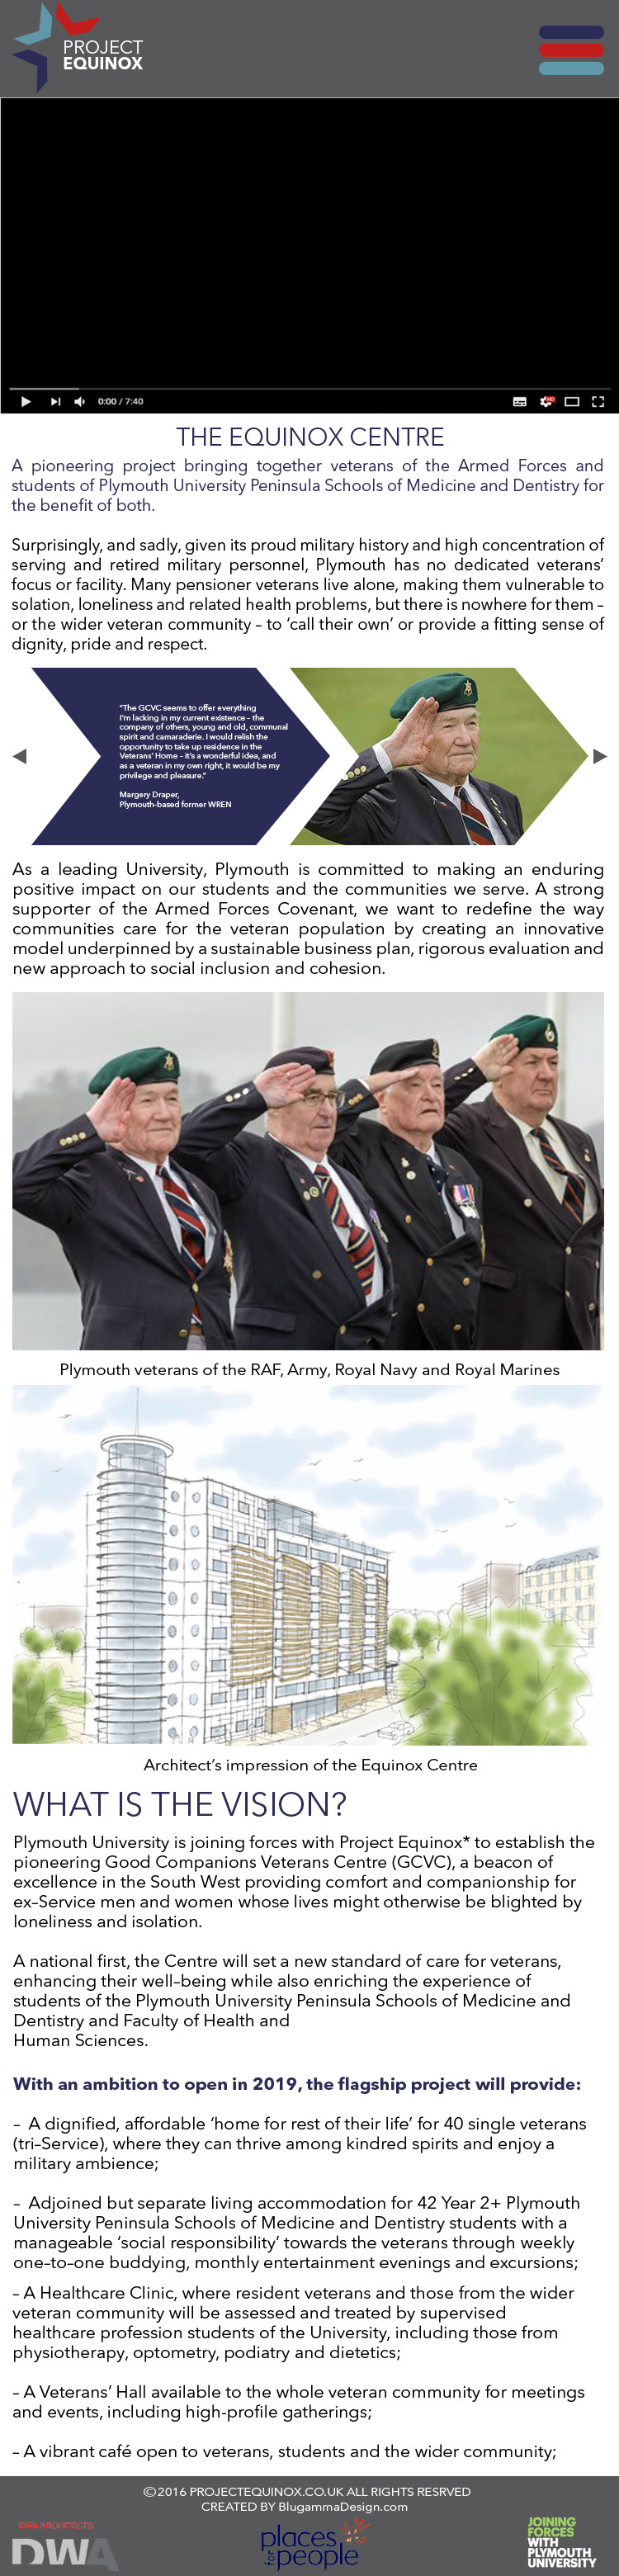 PROJECT
EQUINOX
0:00 / 7:40
HD
THE EQUINOX CENTRE
A pioneering project bringing together veterans of the Armed Forces and
students of Plymouth University Peninsula Schools of Medicine and Dentistry for
the benefit of both.
Surprisingly, and sadly, given its proud military history and high concentration of
serving and retired military personnel, Plymouth has no dedicated veterans’
focus or facility. Many pensioner veterans live alone, making them vulnerable to
solation, loneliness and related health problems, but there is nowhere for them –
or the wider veteran community – to ‘call their own’ or provide a fitting sense of
dignity, pride and respect.
“The GCVC seems to offer everything
I’m lacking in my current existence – the
company of others, young and old, communal
spirit and camaraderie. I would relish the
opportunity to take up residence in the
Veterans’ Home – it’s a wonderful idea, and
as a veteran in my own right, it would be my
privilege and pleasure.”
Margery Draper,
Plymouth-based former WREN
As a leading University, Plymouth is committed to making an enduring
positive impact on our students and the communities we serve. A strong
supporter of the Armed Forces Covenant, we want to redefine the way
communities care for the veteran population by creating an innovative
model underpinned by a sustainable business plan, rigorous evaluation and
new approach to social inclusion and cohesion.
Plymouth veterans of the RAF, Army, Royal Navy and Royal Marines
Architect’s impression of the Equinox Centre
WHAT IS THE VISION?
Plymouth University is joining forces with Project Equinox* to establish the
pioneering Good Companions Veterans Centre (GCVC), a beacon of
excellence in the South West providing comfort and companionship for
ex–Service men and women whose lives might otherwise be blighted by
loneliness and isolation.
A national first, the Centre will set a new standard of care for veterans,
enhancing their well–being while also enriching the experience of
students of the Plymouth University Peninsula Schools of Medicine and
Dentistry and Faculty of Health and
Human Sciences.
With an ambition to open in 2019, the flagship project will provide:
– A dignified, affordable ‘home for rest of their life’ for 40 single veterans
(tri–Service), where they can thrive among kindred spirits and enjoy a
military ambience;
– Adjoined but separate living accommodation for 42 Year 2+ Plymouth
University Peninsula Schools of Medicine and Dentistry students with a
manageable ‘social responsibility’ towards the veterans through weekly
one–to–one buddying, monthly entertainment evenings and excursions;
– A Healthcare Clinic, where resident veterans and those from the wider
veteran community will be assessed and treated by supervised
healthcare profession students of the University, including those from
physiotherapy, optometry, podiatry and dietetics;
– A Veterans’ Hall available to the whole veteran community for meetings
and events, including high-profile gatherings;
– A vibrant café open to veterans, students and the wider community;
©2016 PROJECTEQUINOX.CO.UK ALL RIGHTS RESRVED
CREATED BY BlugammaDesign.com
ARCHITECTS
DWA
places
for people
JOINING
FORCES
WITH
PLYMOUTH
UNIVERSITY